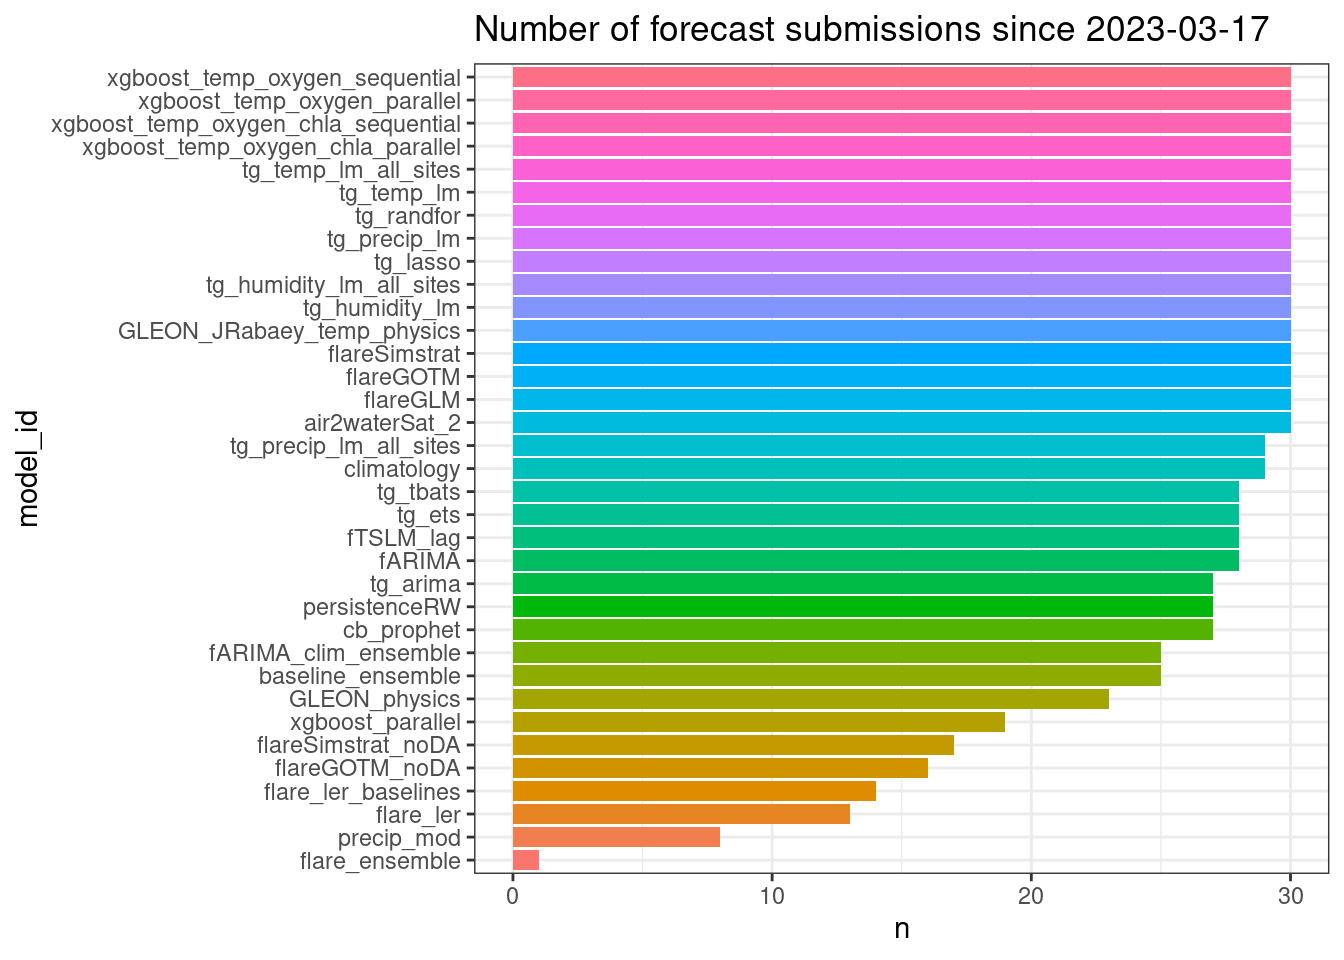 Number of forecast submissions since 2023-03-17
xgboost_temp_oxygen_sequential
xgboost_temp_oxygen_parallel
xgboost_temp_oxygen_chla_sequential
xgboost_temp_oxygen_chla_parallel
tg_temp_lm_all_sites
tg_temp_lm
tg_randfor
tg_precip_lm
tg_lasso
tg_humidity_lm_all_sites
tg_humidity_lm
GLEON_JRabaey_temp_physics
flareSimstrat
flareGOTM
flareGLM
air2waterSat_2
tg_precip_lm_all_sites
climatology
tg_tbats
tg_ets
fTSLM_lag
fARIMA
tg_arima
persistenceRW
cb_prophet
fARIMA_clim_ensemble
baseline_ensemble
GLEON_physics
xgboost_parallel
flareSimstrat_noDA
flareGOTM_noDA
flare_ler_baselines
flare_ler
precip_mod
flare_ensemble
model_id
0 10 20 30
n